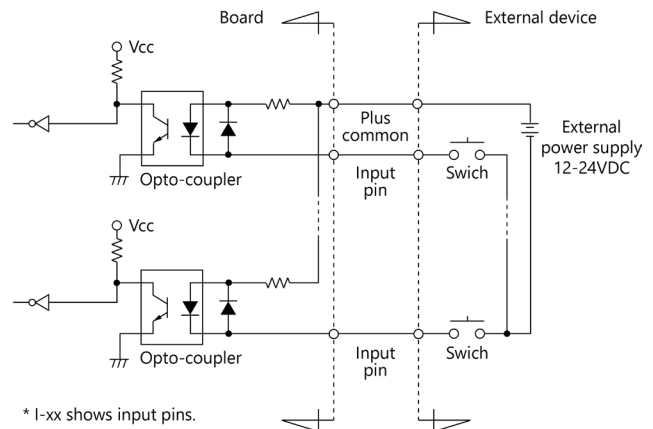 Board
External device
Vcc
Plus
common
External
power supply
12-24VDC
Opto-coupler
Input
pin
Swich
Vcc
Opto-coupler
Input
pin
Swich
* I-xx shows input pins.